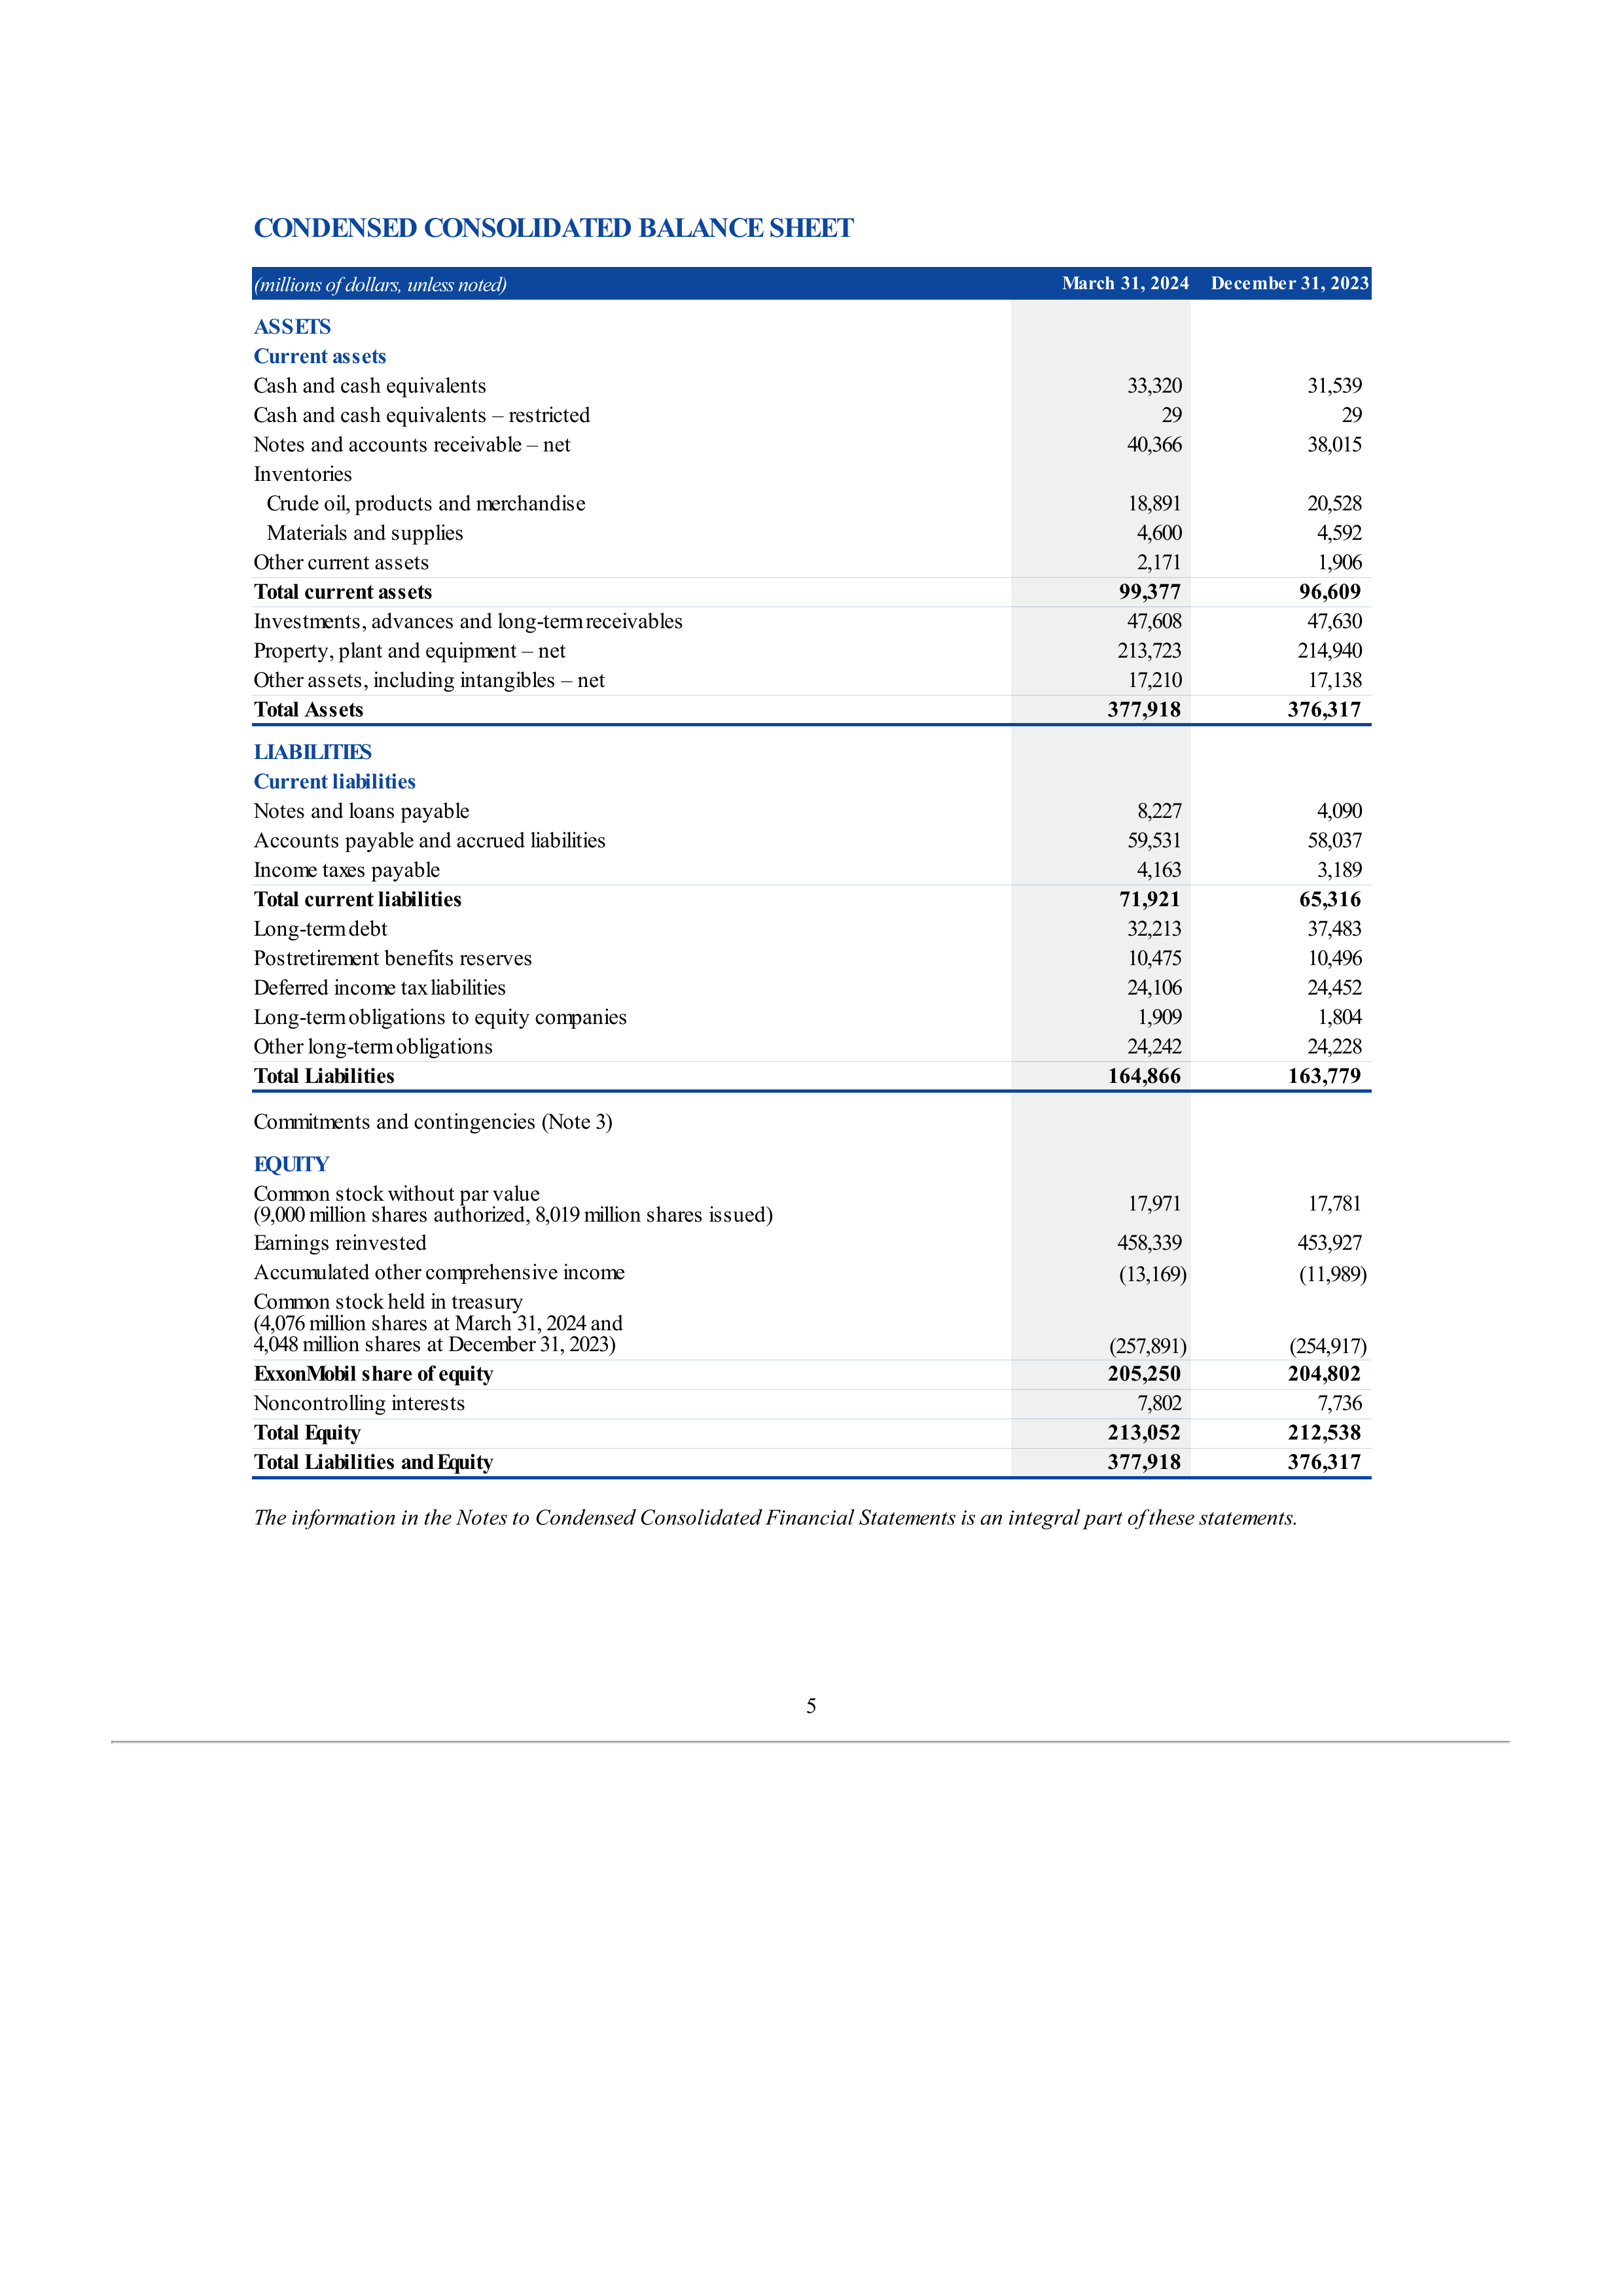 CONDENSED CONSOLIDATED BALANCE SHEET
(millions of dollars, unless noted) March 31, 2024 December 31, 2023
ASSETS
Current assets
Cash and cash equivalents 33,320 31,539
Cash and cash equivalents – restricted 29 29
Notes and accounts receivable – net 40,366 38,015
Inventories
Crude oil, products and merchandise 18,891 20,528
Materials and supplies 4,600 4,592
Other current assets 2,171 1,906
Total current assets 99,377 96,609
Investments, advances and long-term receivables 47,608 47,630
Property, plant and equipment – net 213,723 214,940
Other assets, including intangibles – net 17,210 17,138
Total Assets 377,918 376,317
LIABILITIES
Current liabilities
Notes and loans payable 8,227 4,090
Accounts payable and accrued liabilities 59,531 58,037
Income taxes payable 4,163 3,189
Total current liabilities 71,921 65,316
Long-term debt 32,213 37,483
Postretirement benefits reserves 10,475 10,496
Deferred income tax liabilities 24,106 24,452
Long-term obligations to equity companies 1,909 1,804
Other long-term obligations 24,242 24,228
Total Liabilities 164,866 163,779
Commitments and contingencies (Note 3)
EQUITY
Common stock without par value
(9,000 million shares authorized, 8,019 million shares issued) 17,971 17,781
Earnings reinvested 458,339 453,927
Accumulated other comprehensive income (13,169) (11,989)
Common stock held in treasury
(4,076 million shares at March 31, 2024 and
4,048 million shares at December 31, 2023) (257,891) (254,917)
ExxonMobil share of equity 205,250 204,802
Noncontrolling interests 7,802 7,736
Total Equity 213,052 212,538
Total Liabilities and Equity 377,918 376,317
The information in the Notes to Condensed Consolidated Financial Statements is an integral part of these statements.
5